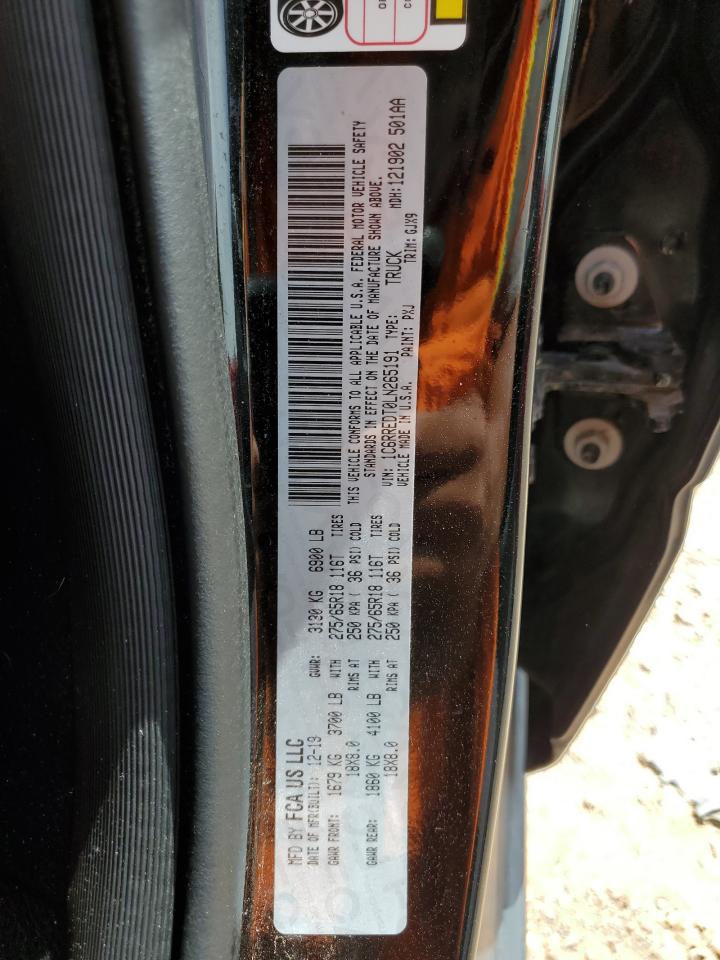 MFD BY FCA US LLC
DATE OF MFR(BUILT): 12-19 GVWR: 3130 KG 6900 LB
GAWR FRONT: 1679 KG 3700 LB WITH 275/65R18 116T TIRES
18X8.0 RIMS AT 250 KPA ( 36 PSI) COLD
GAWR REAR: 1860 KG 4100 LB WITH 275/65R18 116T TIRES
18X8.0 RIMS AT 250 KPA ( 36 PSI) COLD
THIS VEHICLE CONFORMS TO ALL APPLICABLE U.S.A. FEDERAL MOTOR VEHICLE SAFETY
STANDARDS IN EFFECT ON THE DATE OF MANUFACTURE SHOWN ABOVE.
VIN: 1C6RREDT0LN265191 TYPE: TRUCK MDH:121902 501AA
VEHICLE MADE IN U.S.A. PAINT: PXJ TRIM: GJX9